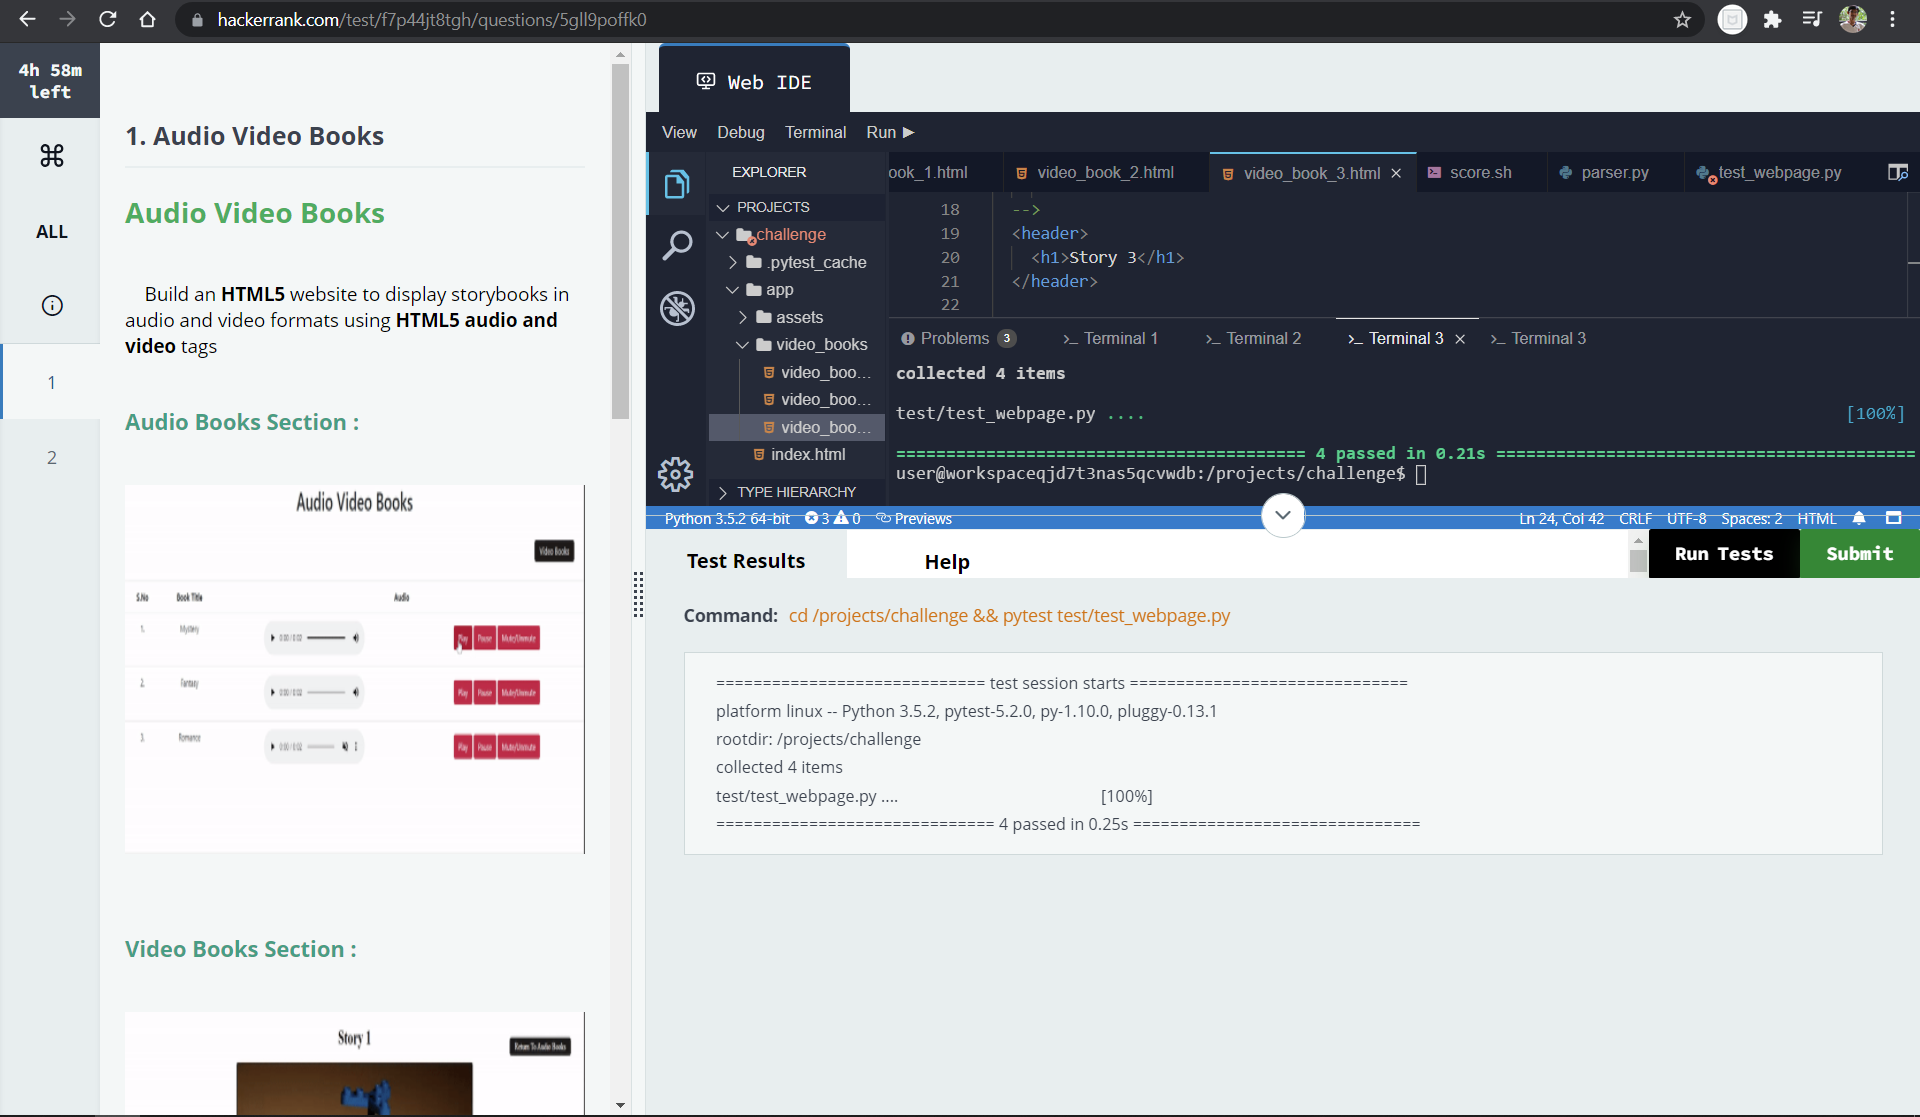 hackerrank.com/test/f7p44jt8tgh/questions/5gll9poffk0
4h 58m
left
ALL
1
2
1. Audio Video Books
Audio Video Books
Build an HTML5 website to display storybooks in
audio and video formats using HTML5 audio and
video tags
Audio Books Section :
Audio Video Books
Video Books
S.No Book Title Audio
1. Mystery 0:00 / 0:02 Play Pause Mute/Unmute
2. Fantasy 0:00 / 0:02 Play Pause Mute/Unmute
3. Romance 0:00 / 0:02 Play Pause Mute/Unmute
Video Books Section :
Story 1
Return To Audio Books
Web IDE
View Debug Terminal Run
EXPLORER
PROJECTS
challenge
.pytest_cache
app
assets
video_books
video_boo...
video_boo...
video_boo...
index.html
TYPE HIERARCHY
ook_1.html video_book_2.html video_book_3.html × score.sh parser.py test_webpage.py
18 -->
19 <header>
20 <h1>Story 3</h1>
21 </header>
22
Problems 3 >_ Terminal 1 >_ Terminal 2 >_ Terminal 3 × >_ Terminal 3
collected 4 items
test/test_webpage.py .... [100%]
========================================= 4 passed in 0.21s =========================================
user@workspaceqjd7t3nas5qcvwdb:/projects/challenge$
Python 3.5.2 64-bit 3 0 Previews Ln 24, Col 42 CRLF UTF-8 Spaces: 2 HTML
Test Results Help Run Tests Submit
Command: cd /projects/challenge && pytest test/test_webpage.py
============================= test session starts ==============================
platform linux -- Python 3.5.2, pytest-5.2.0, py-1.10.0, pluggy-0.13.1
rootdir: /projects/challenge
collected 4 items
test/test_webpage.py .... [100%]
============================== 4 passed in 0.25s ===============================